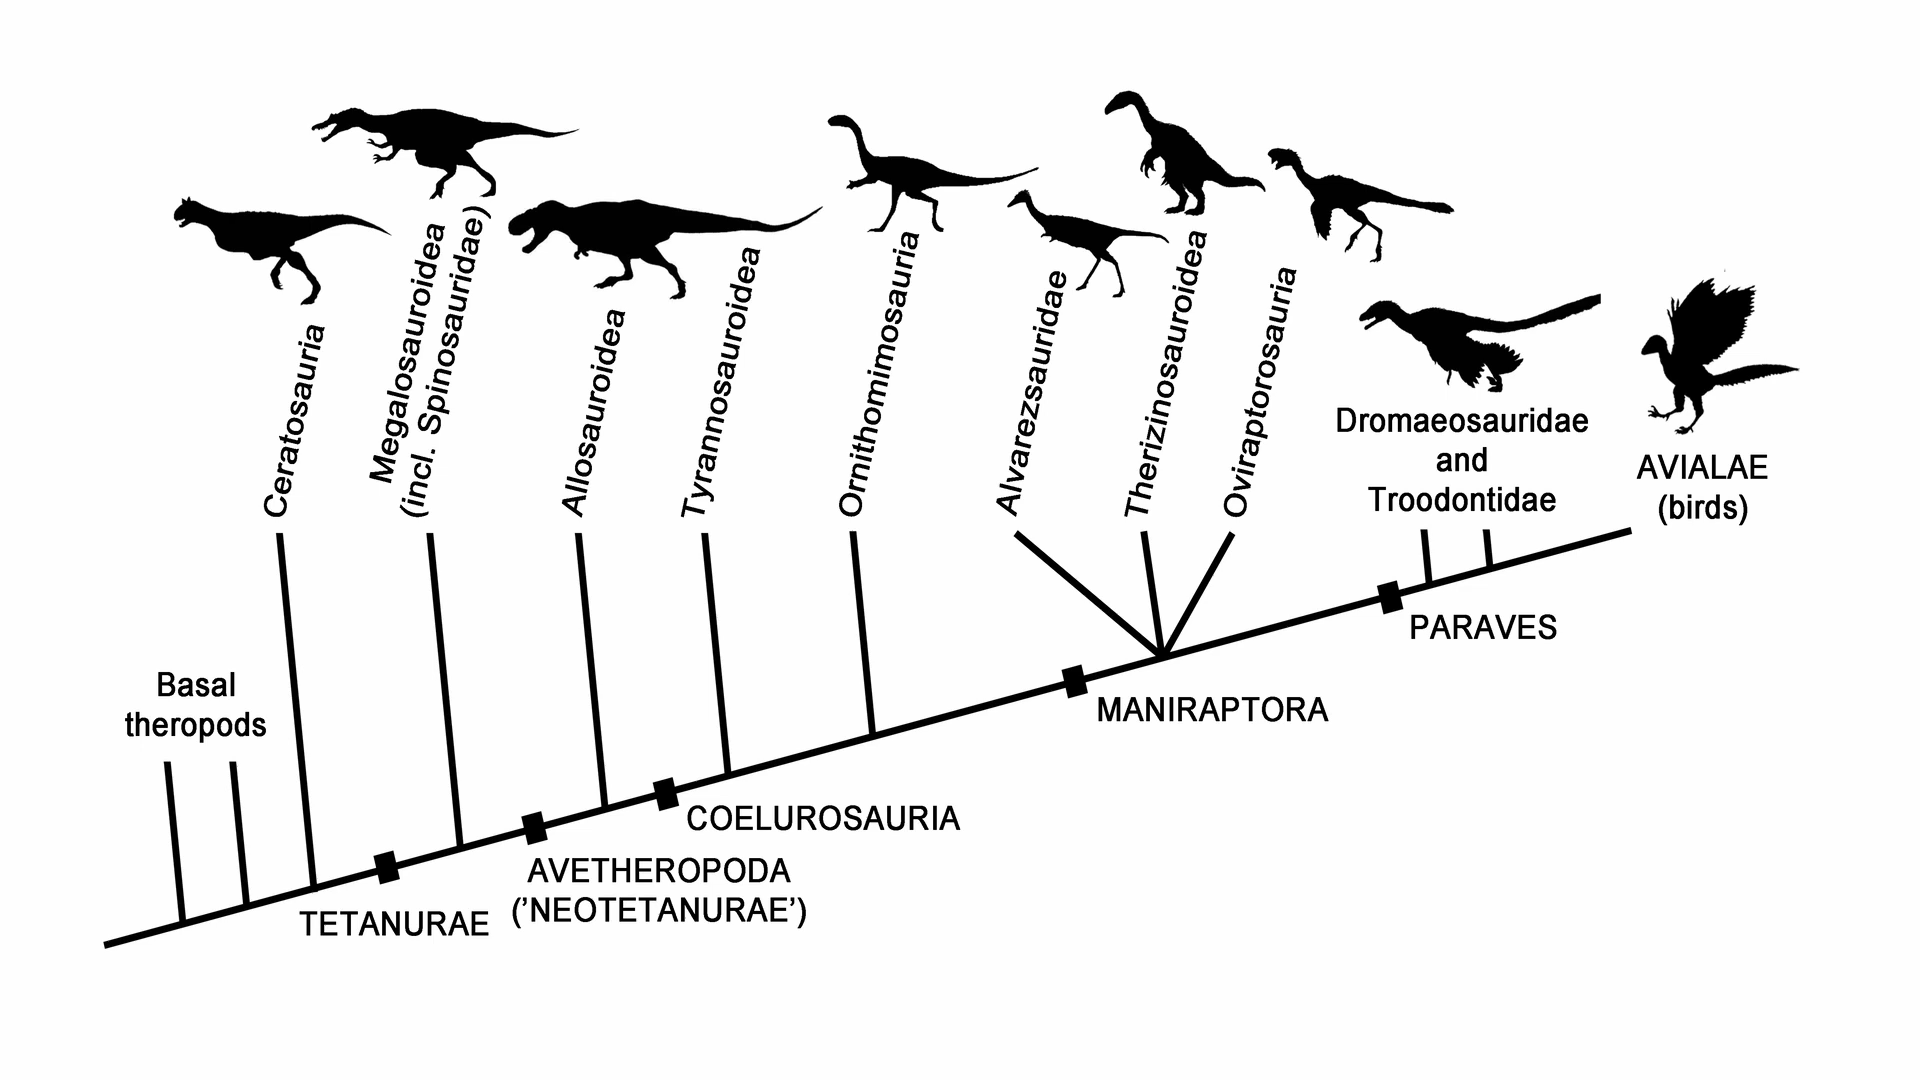 Ceratosauria
Megalosauroidea
(incl. Spinosauridae)
Allosauroidea
Tyrannosauroidea
Ornithomimosauria
Alvarezsauridae
Therizinosauroidea
Oviraptorosauria
Dromaeosauridae
and
Troodontidae
AVIALAE
(birds)
Basal
theropods
PARAVES
MANIRAPTORA
COELUROSAURIA
AVETHEROPODA
(’NEOTETANURAE’)
TETANURAE